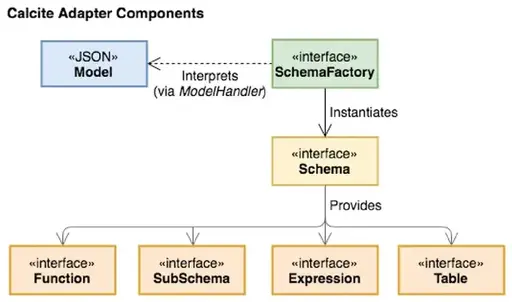 Calcite Adapter Components
«JSON»
Model
Interprets
(via ModelHandler)
«interface»
SchemaFactory
Instantiates
«interface»
Schema
Provides
«interface»
Function
«interface»
SubSchema
«interface»
Expression
«interface»
Table